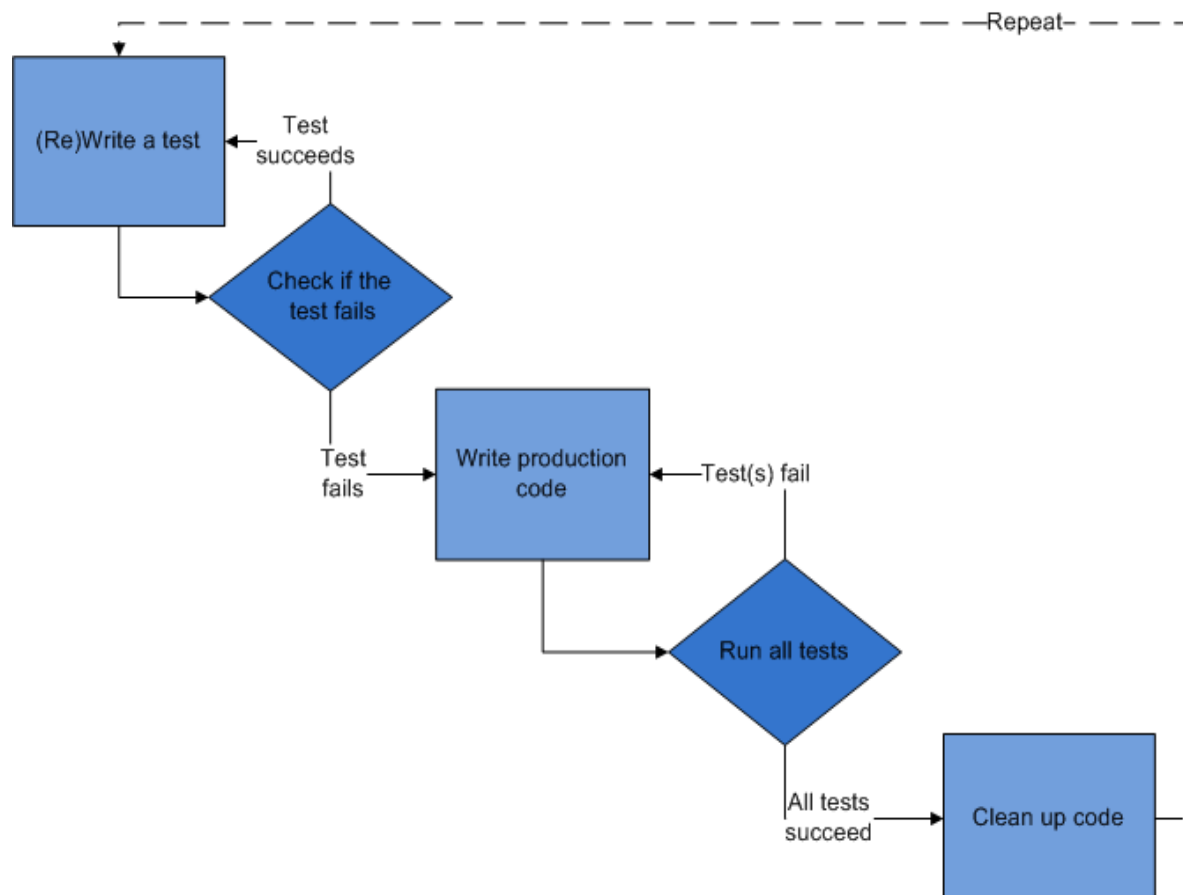 Repeat
(Re)Write a test
Test
succeeds
Check if the
test fails
Test
fails
Write production
code
Test(s) fail
Run all tests
All tests
succeed
Clean up code